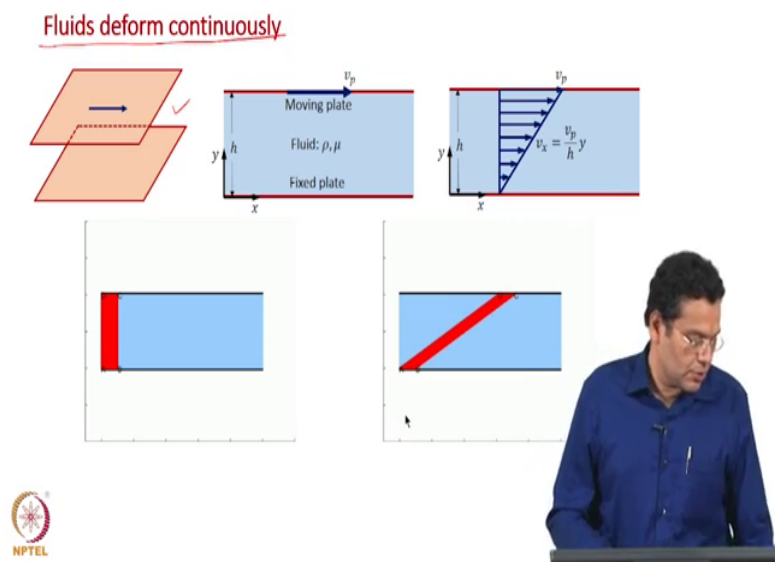 Fluids deform continuously
v_p
Moving plate
h
Fluid: ρ, μ
y
Fixed plate
x
v_p
h
v_x = v_p/h y
y
x
NPTEL